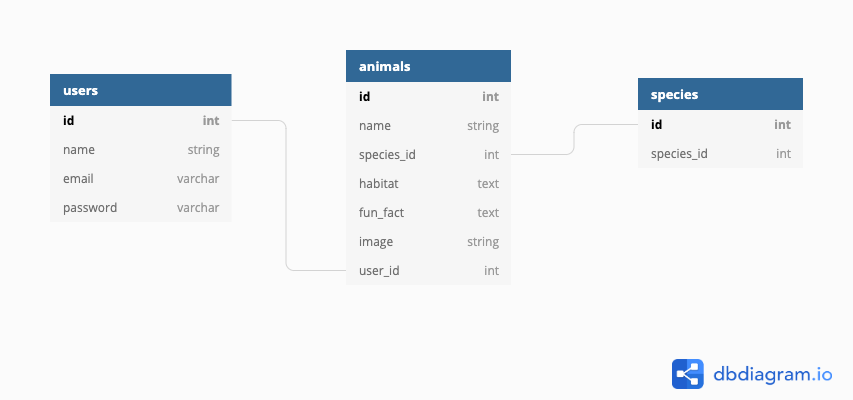 users
id int
name string
email varchar
password varchar
animals
id int
name string
species_id int
habitat text
fun_fact text
image string
user_id int
species
id int
species_id int
dbdiagram.io